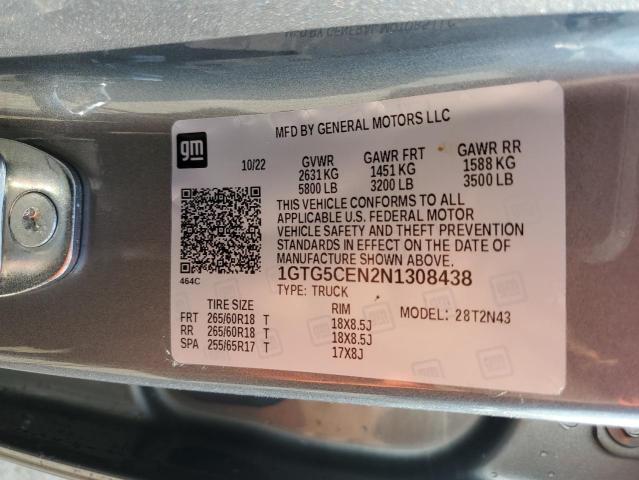 MFD BY GENERAL MOTORS LLC
gm
10/22 GVWR GAWR FRT GAWR RR
2631 KG 1451 KG 1588 KG
5800 LB 3200 LB 3500 LB
THIS VEHICLE CONFORMS TO ALL
APPLICABLE U.S. FEDERAL MOTOR
VEHICLE SAFETY AND THEFT PREVENTION
STANDARDS IN EFFECT ON THE DATE OF
MANUFACTURE SHOWN ABOVE.
464C
1GTG5CEN2N1308438
TYPE: TRUCK
TIRE SIZE RIM MODEL: 28T2N43
FRT 265/60R18 T 18X8.5J
RR 265/60R18 T 18X8.5J
SPA 255/65R17 T 17X8J